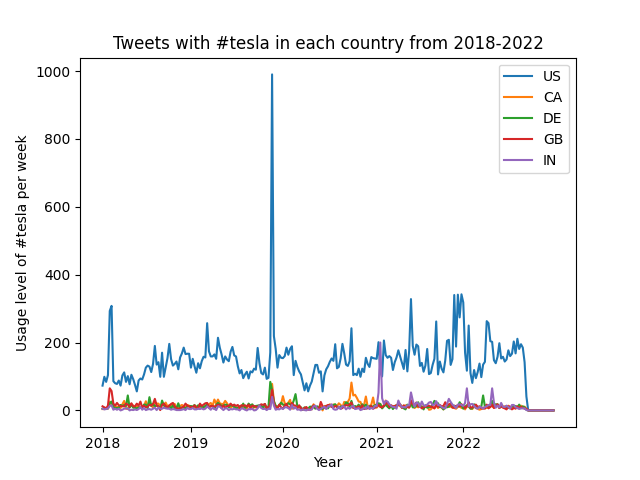 Tweets with #tesla in each country from 2018-2022
1000
800
600
400
200
0
Usage level of #tesla per week
US
CA
DE
GB
IN
2018 2019 2020 2021 2022
Year